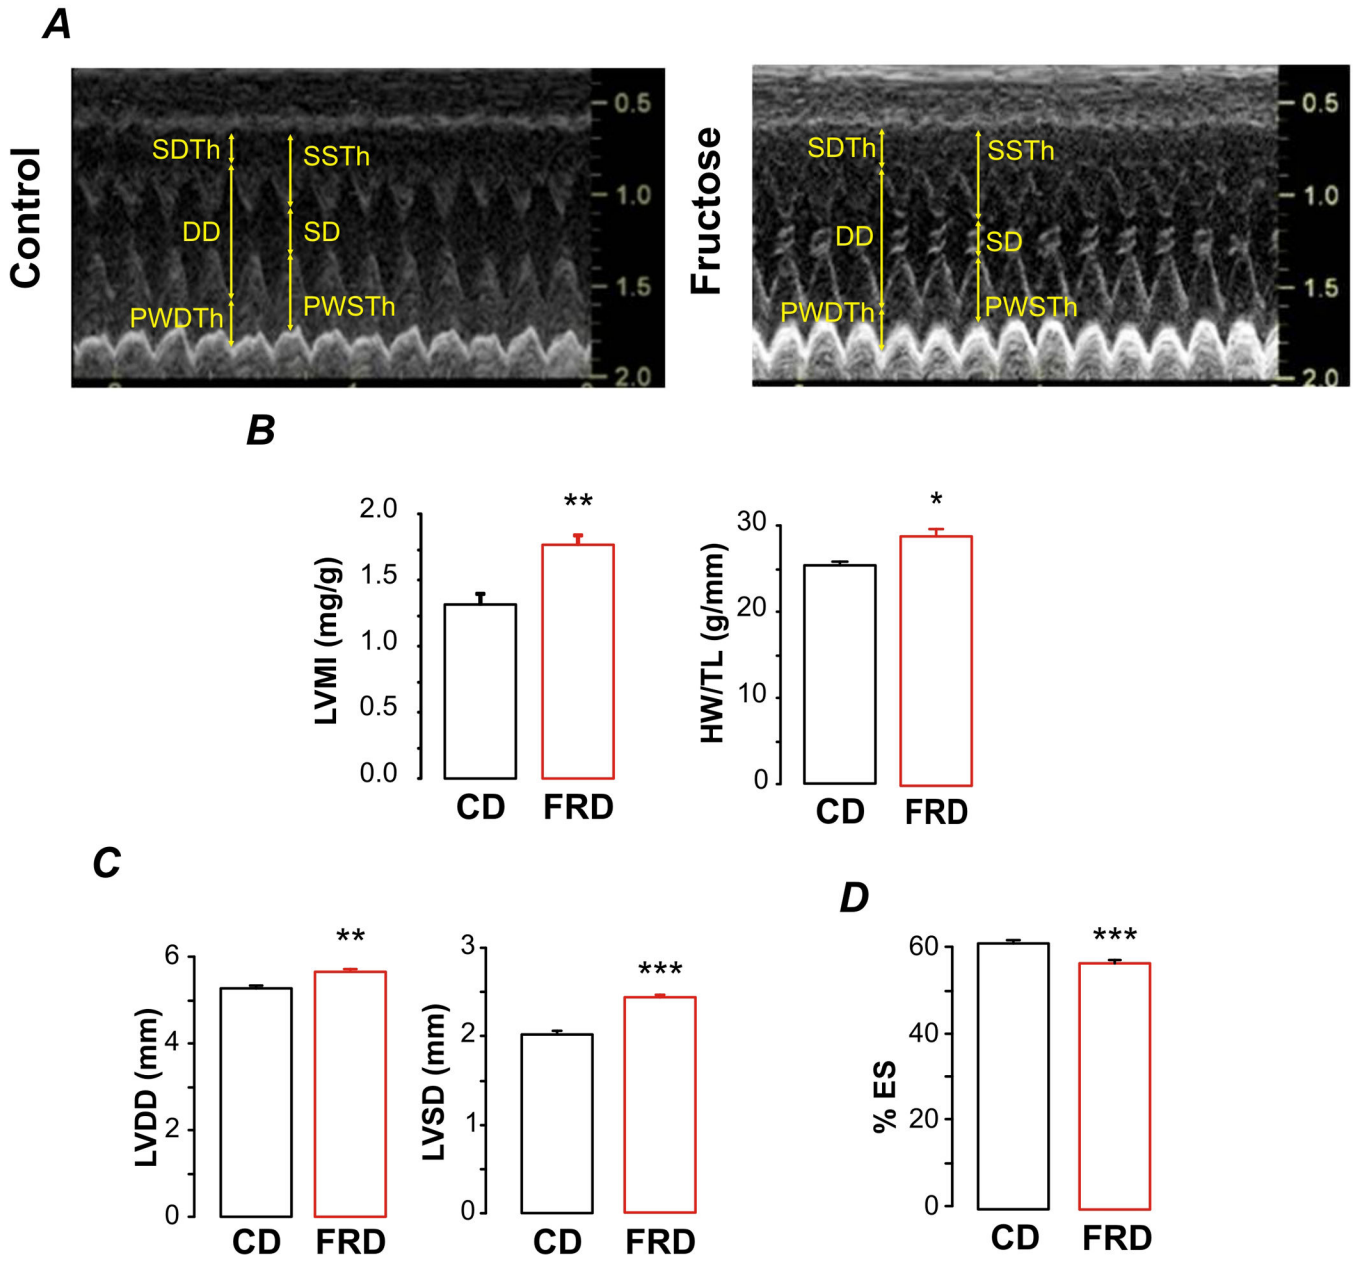 A
Control
SDTh
SSTh
DD
SD
PWDTh
PWSTh
0.5
1.0
1.5
2.0
Fructose
SDTh
SSTh
DD
SD
PWDTh
PWSTh
0.5
1.0
1.5
2.0
B
LVMI (mg/g)
2.0
1.5
1.0
0.5
0.0
**
CD
FRD
HW/TL (g/mm)
30
20
10
0
*
CD
FRD
C
LVDD (mm)
6
4
2
0
**
CD
FRD
LVSD (mm)
3
2
1
0
***
CD
FRD
D
% ES
60
40
20
0
***
CD
FRD